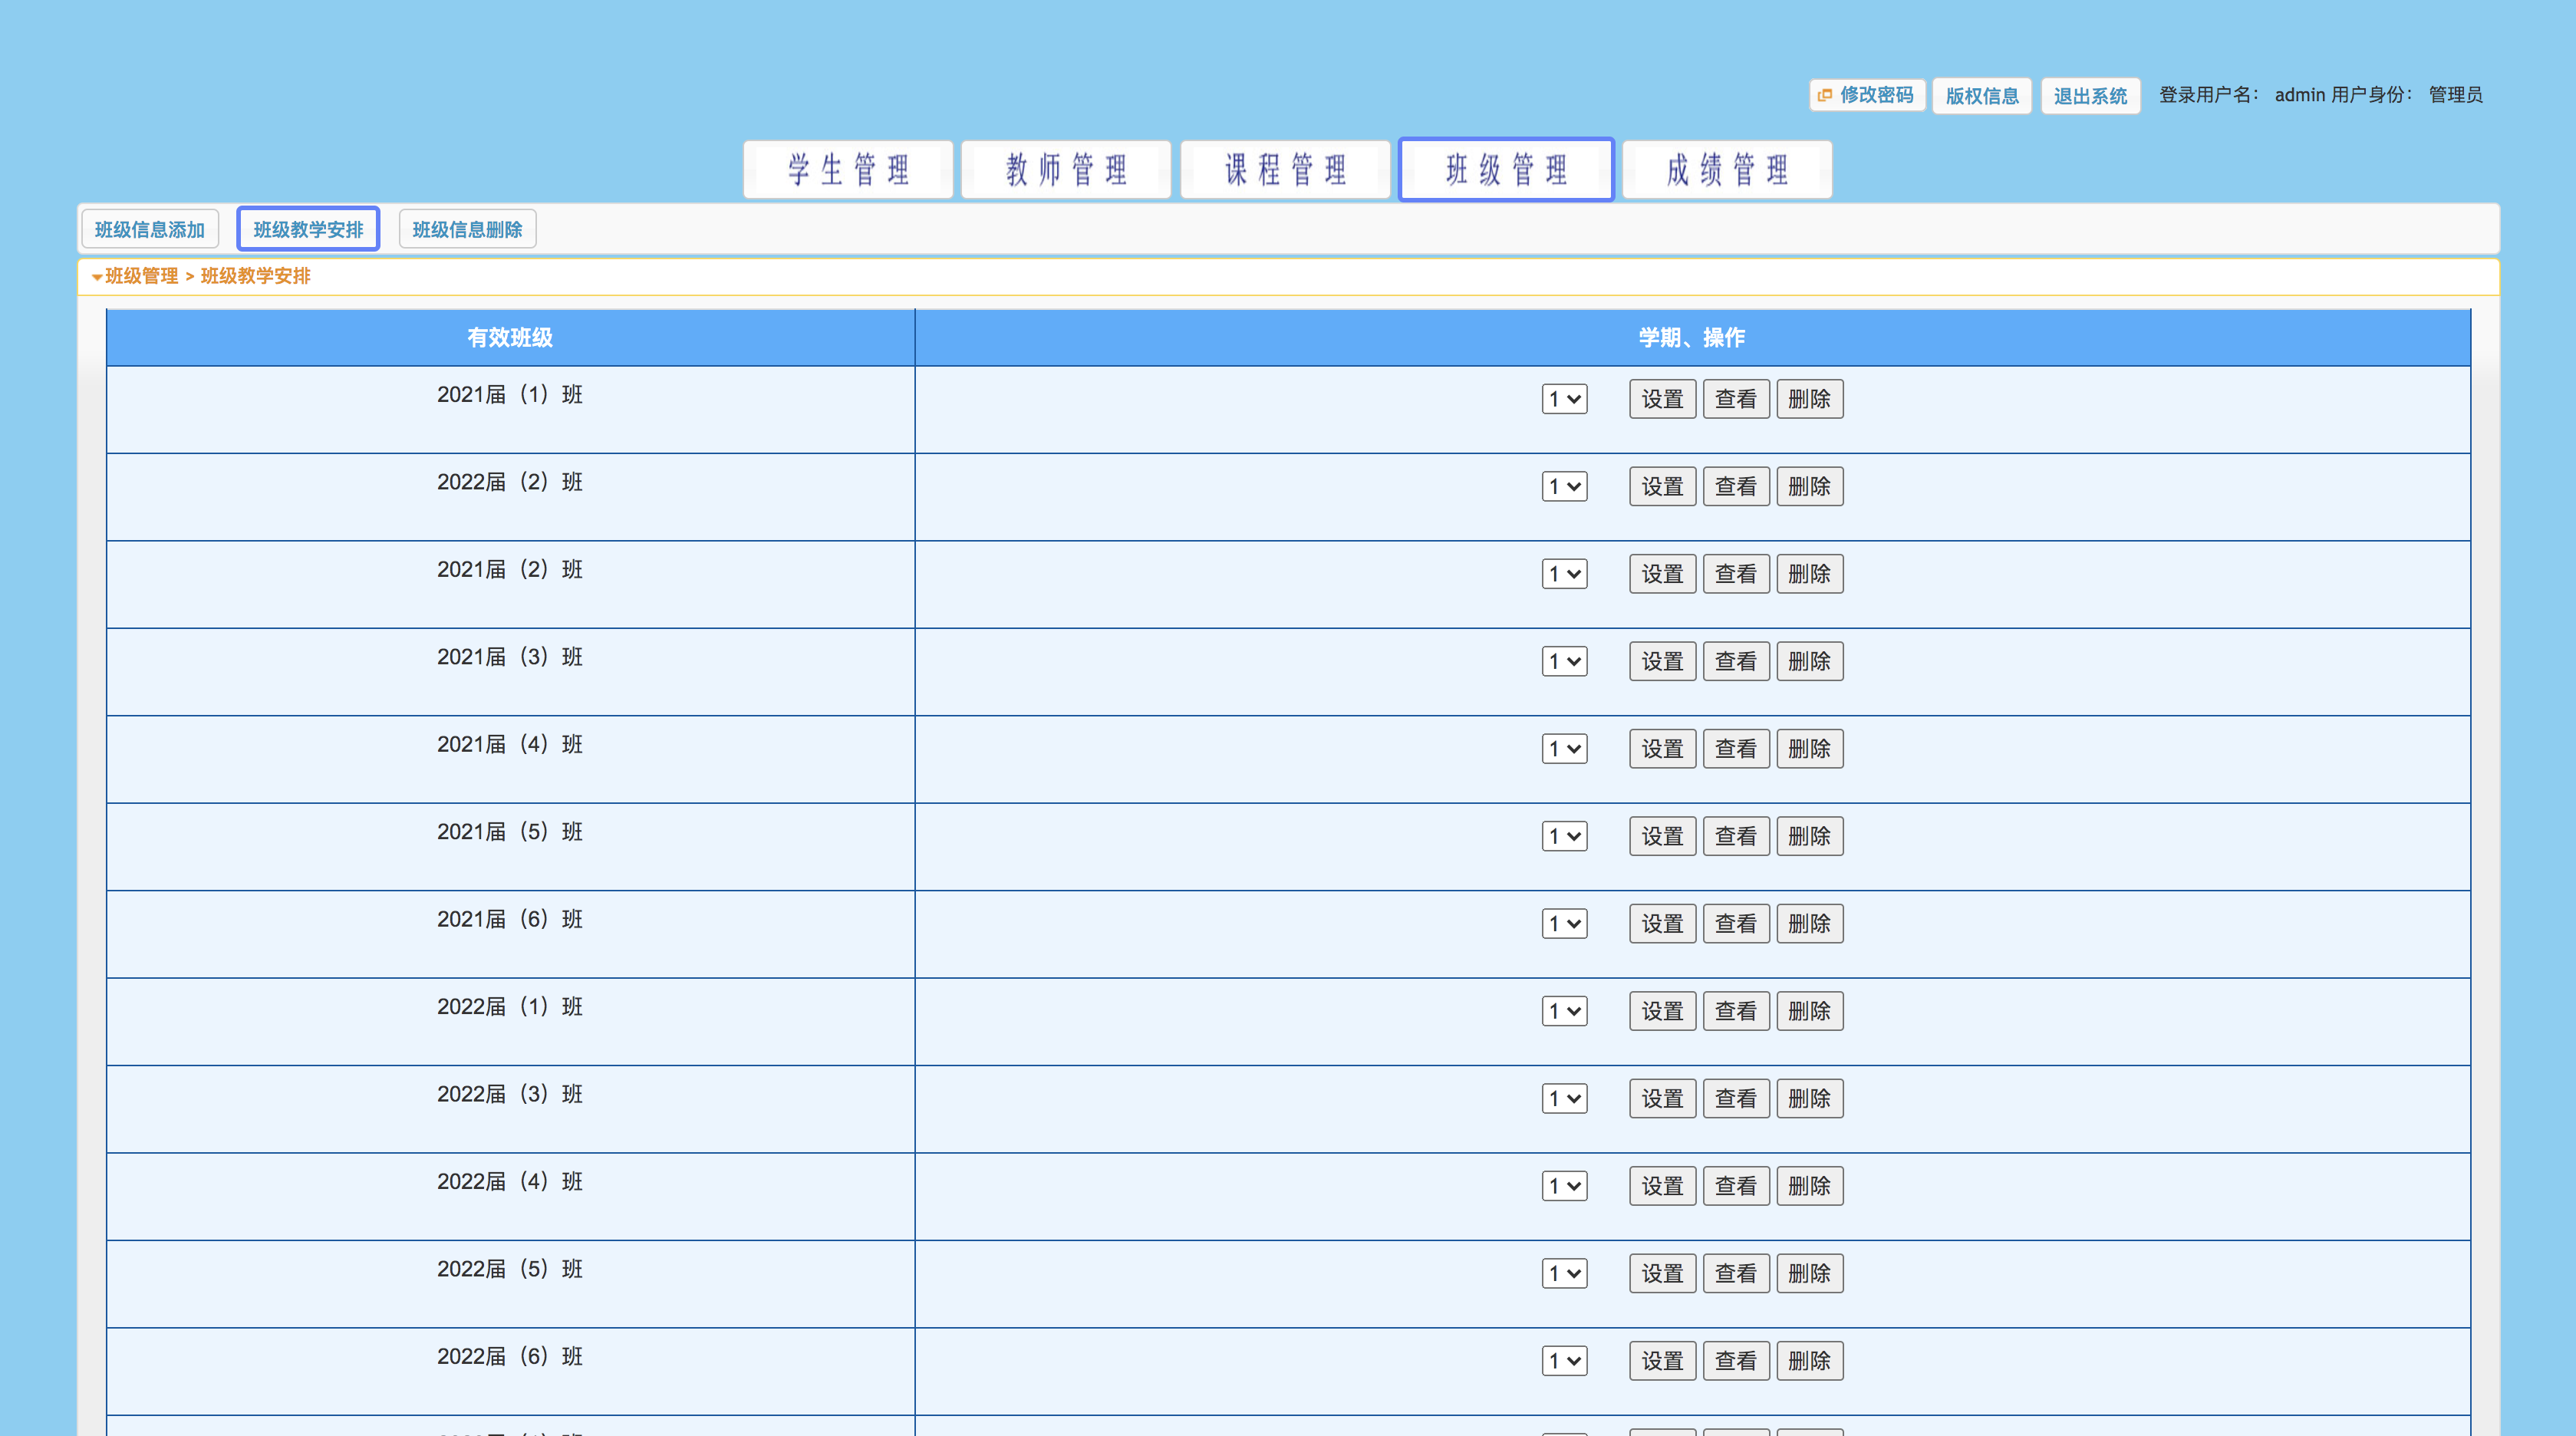 修改密码 版权信息 退出系统 登录用户名： admin 用户身份： 管理员
学生管理 教师管理 课程管理 班级管理 成绩管理
班级信息添加 班级教学安排 班级信息删除
班级管理 > 班级教学安排
有效班级 学期、操作
2021届（1）班 1 设置 查看 删除
2022届（2）班 1 设置 查看 删除
2021届（2）班 1 设置 查看 删除
2021届（3）班 1 设置 查看 删除
2021届（4）班 1 设置 查看 删除
2021届（5）班 1 设置 查看 删除
2021届（6）班 1 设置 查看 删除
2022届（1）班 1 设置 查看 删除
2022届（3）班 1 设置 查看 删除
2022届（4）班 1 设置 查看 删除
2022届（5）班 1 设置 查看 删除
2022届（6）班 1 设置 查看 删除